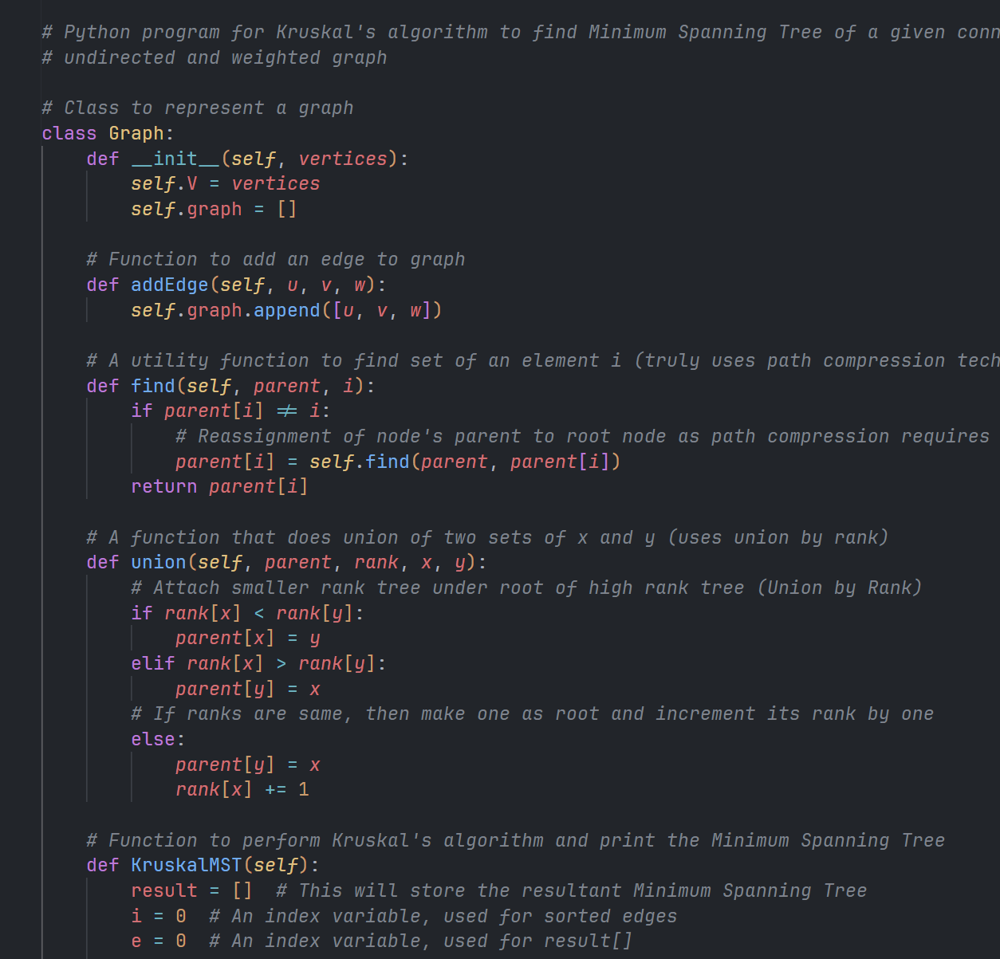 # Python program for Kruskal's algorithm to find Minimum Spanning Tree of a given
# undirected and weighted graph
# Class to represent a graph
class Graph:
def __init__(self, vertices):
self.V = vertices
self.graph = []
# Function to add an edge to graph
def addEdge(self, u, v, w):
self.graph.append([u, v, w])
# A utility function to find set of an element i (truly uses path compression
def find(self, parent, i):
if parent[i] != i:
# Reassignment of node's parent to root node as path compression requires
parent[i] = self.find(parent, parent[i])
return parent[i]
# A function that does union of two sets of x and y (uses union by rank)
def union(self, parent, rank, x, y):
# Attach smaller rank tree under root of high rank tree (Union by Rank)
if rank[x] < rank[y]:
parent[x] = y
elif rank[x] > rank[y]:
parent[y] = x
# If ranks are same, then make one as root and increment its rank by one
else:
parent[y] = x
rank[x] += 1
# Function to perform Kruskal's algorithm and print the Minimum Spanning Tree
def KruskalMST(self):
result = []  # This will store the resultant Minimum Spanning Tree
i = 0  # An index variable, used for sorted edges
e = 0  # An index variable, used for result[]